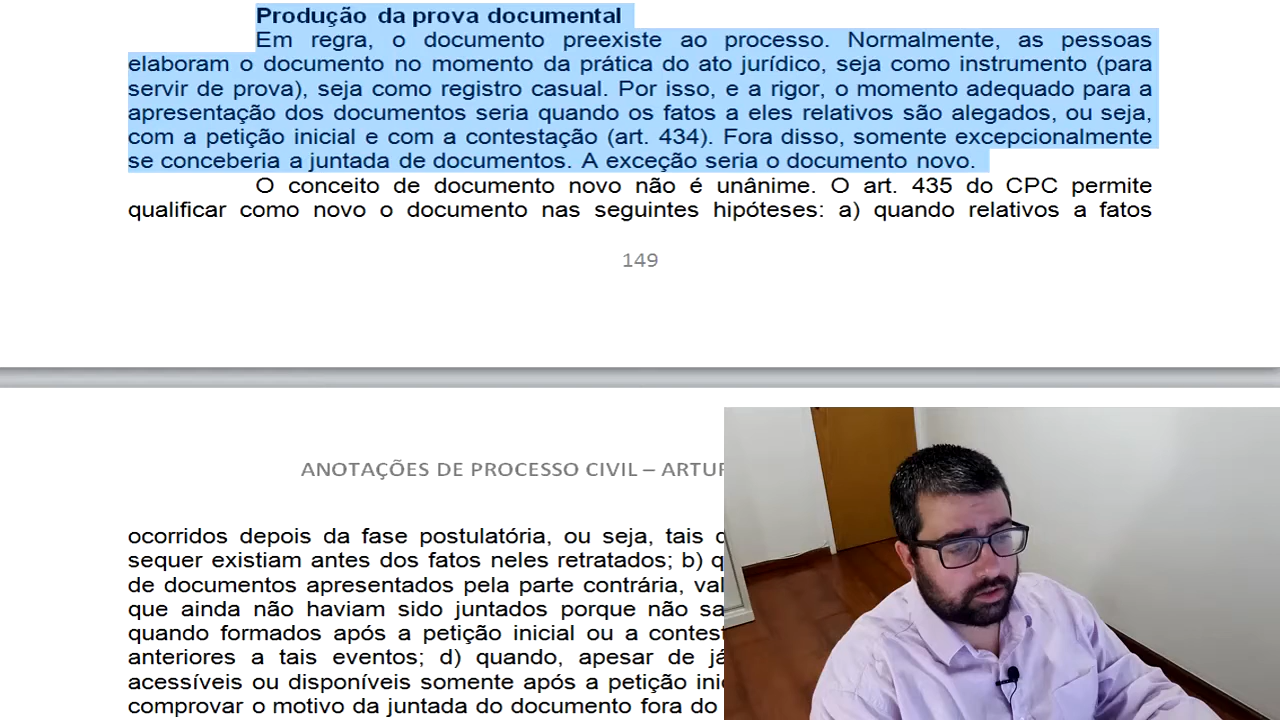 Produção da prova documental
Em regra, o documento preexiste ao processo. Normalmente, as pessoas
elaboram o documento no momento da prática do ato jurídico, seja como instrumento (para
servir de prova), seja como registro casual. Por isso, e a rigor, o momento adequado para a
apresentação dos documentos seria quando os fatos a eles relativos são alegados, ou seja,
com a petição inicial e com a contestação (art. 434). Fora disso, somente excepcionalmente
se conceberia a juntada de documentos. A exceção seria o documento novo.
O conceito de documento novo não é unânime. O art. 435 do CPC permite
qualificar como novo o documento nas seguintes hipóteses: a) quando relativos a fatos
149
ANOTAÇÕES DE PROCESSO CIVIL – ARTUR
ocorridos depois da fase postulatória, ou seja, tais
sequer existiam antes dos fatos neles retratados; b)
de documentos apresentados pela parte contrária,
que ainda não haviam sido juntados porque não
quando formados após a petição inicial ou a
anteriores a tais eventos; d) quando, apesar de
acessíveis ou disponíveis somente após a petição
comprovar o motivo da juntada do documento fora do